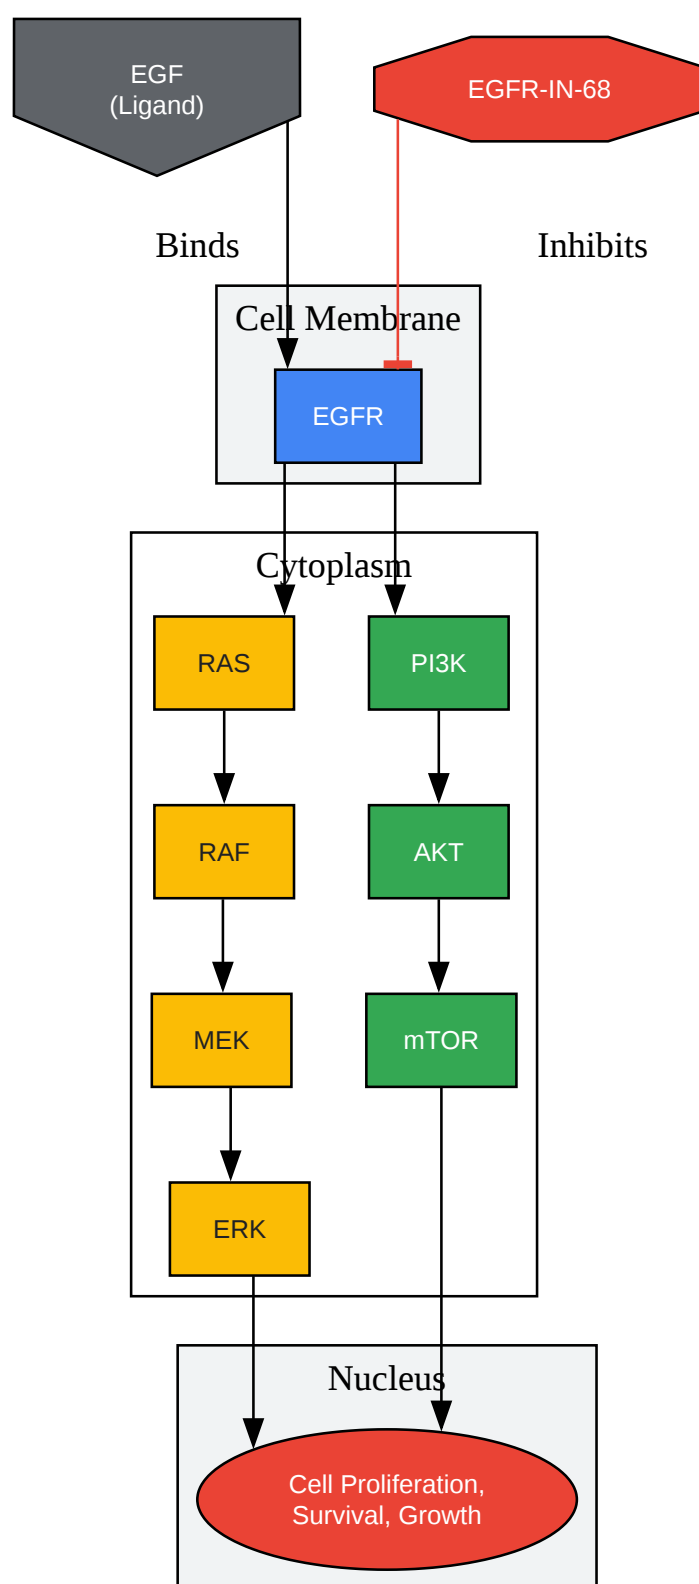 EGF
(Ligand)
EGFR-IN-68
Binds
Inhibits
Cell Membrane
EGFR
Cytoplasm
RAS
PI3K
RAF
AKT
MEK
mTOR
ERK
Nucleus
Cell Proliferation,
Survival, Growth